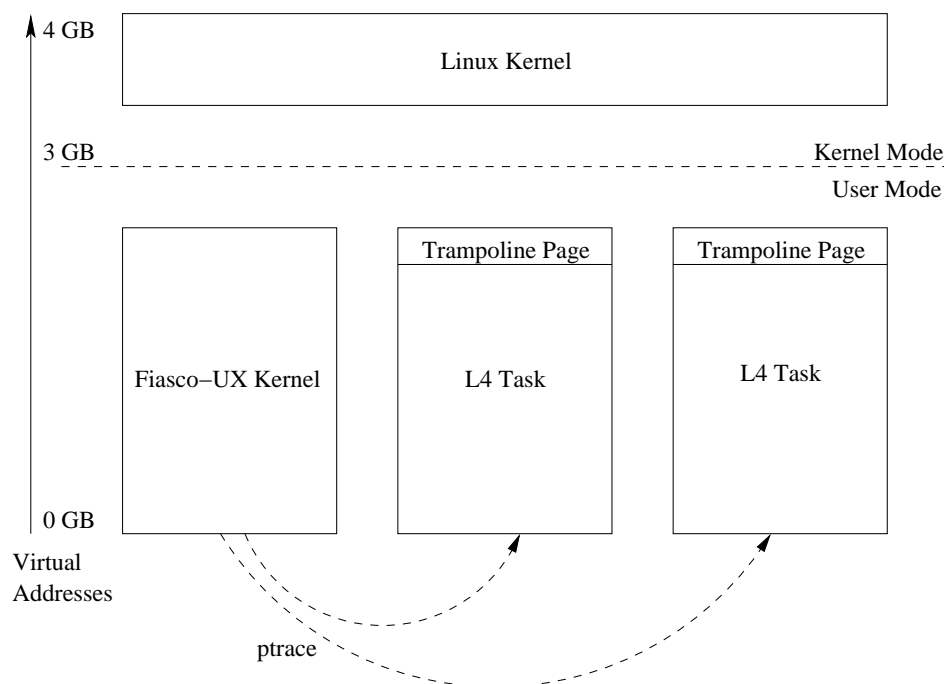 4 GB
Linux Kernel
3 GB
Kernel Mode
User Mode
Trampoline Page
Trampoline Page
Fiasco−UX Kernel
L4 Task
L4 Task
0 GB
Virtual
Addresses
ptrace